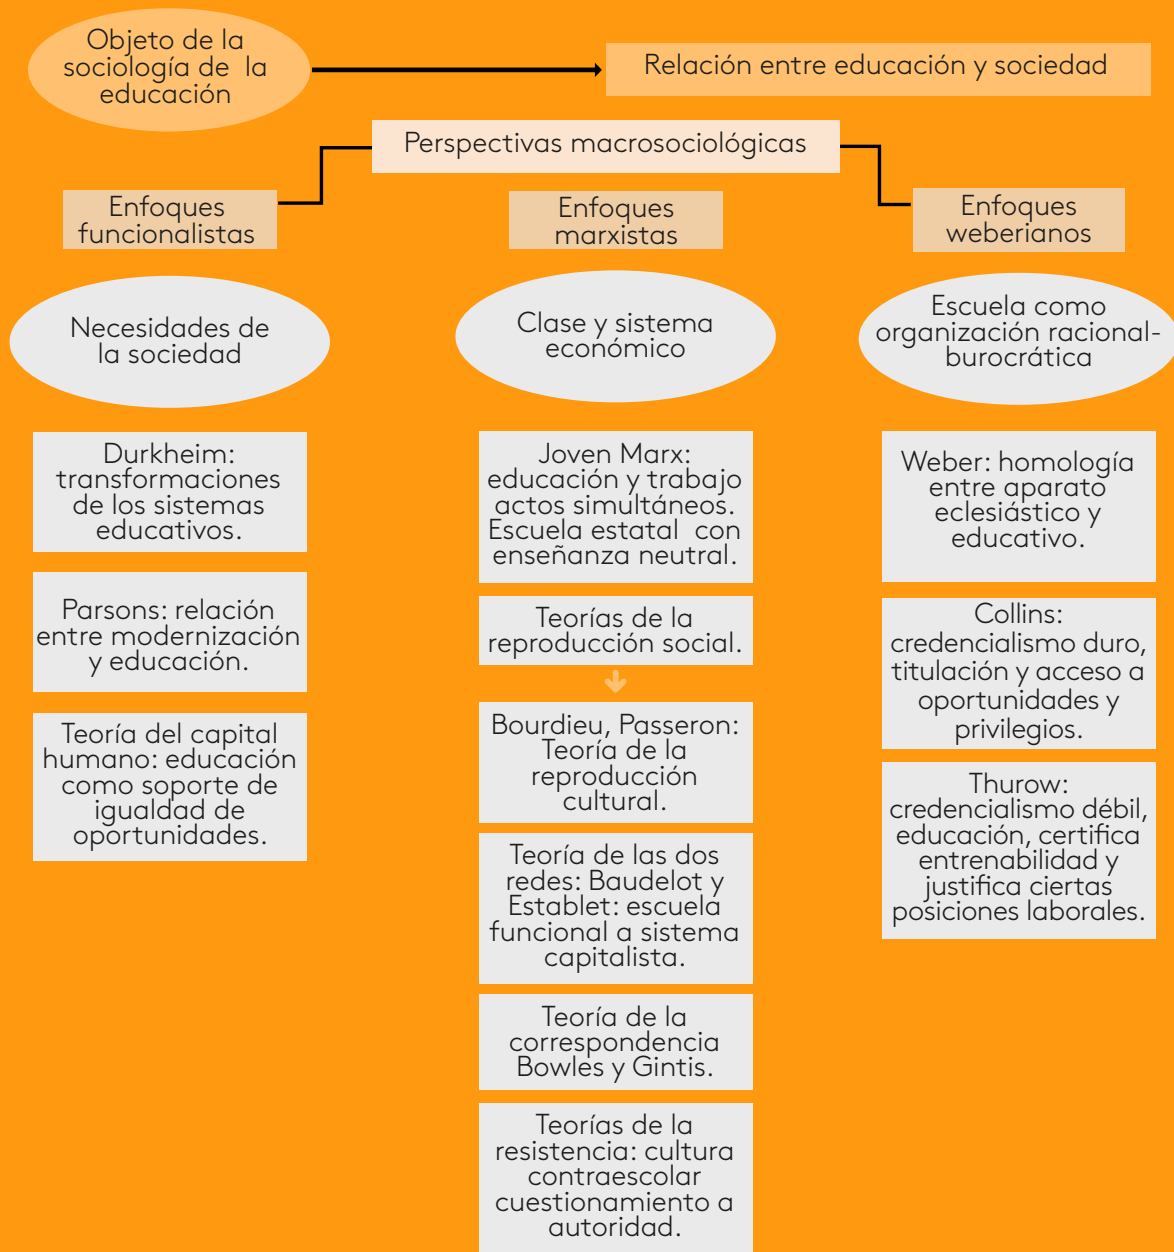 Objeto de la
sociología de la
educación
Relación entre educación y sociedad
Perspectivas macrosociológicas
Enfoques
funcionalistas
Enfoques
marxistas
Enfoques
weberianos
Necesidades de
la sociedad
Clase y sistema
económico
Escuela como
organización racional-
burocrática
Durkheim:
transformaciones
de los sistemas
educativos.
Parsons: relación
entre modernización
y educación.
Teoría del capital
humano: educación
como soporte de
igualdad de
oportunidades.
Joven Marx:
educación y trabajo
actos simultáneos.
Escuela estatal con
enseñanza neutral.
Teorías de la
reproducción social.
Bourdieu, Passeron:
Teoría de la
reproducción
cultural.
Teoría de las dos
redes: Baudelot y
Establet: escuela
funcional a sistema
capitalista.
Teoría de la
correspondencia
Bowles y Gintis.
Teorías de la
resistencia: cultura
contraescolar
cuestionamiento a
autoridad.
Weber: homología
entre aparato
eclesiástico y
educativo.
Collins:
credencialismo duro,
titulación y acceso a
oportunidades y
privilegios.
Thurow:
credencialismo débil,
educación, certifica
entrenabilidad y
justifica ciertas
posiciones laborales.